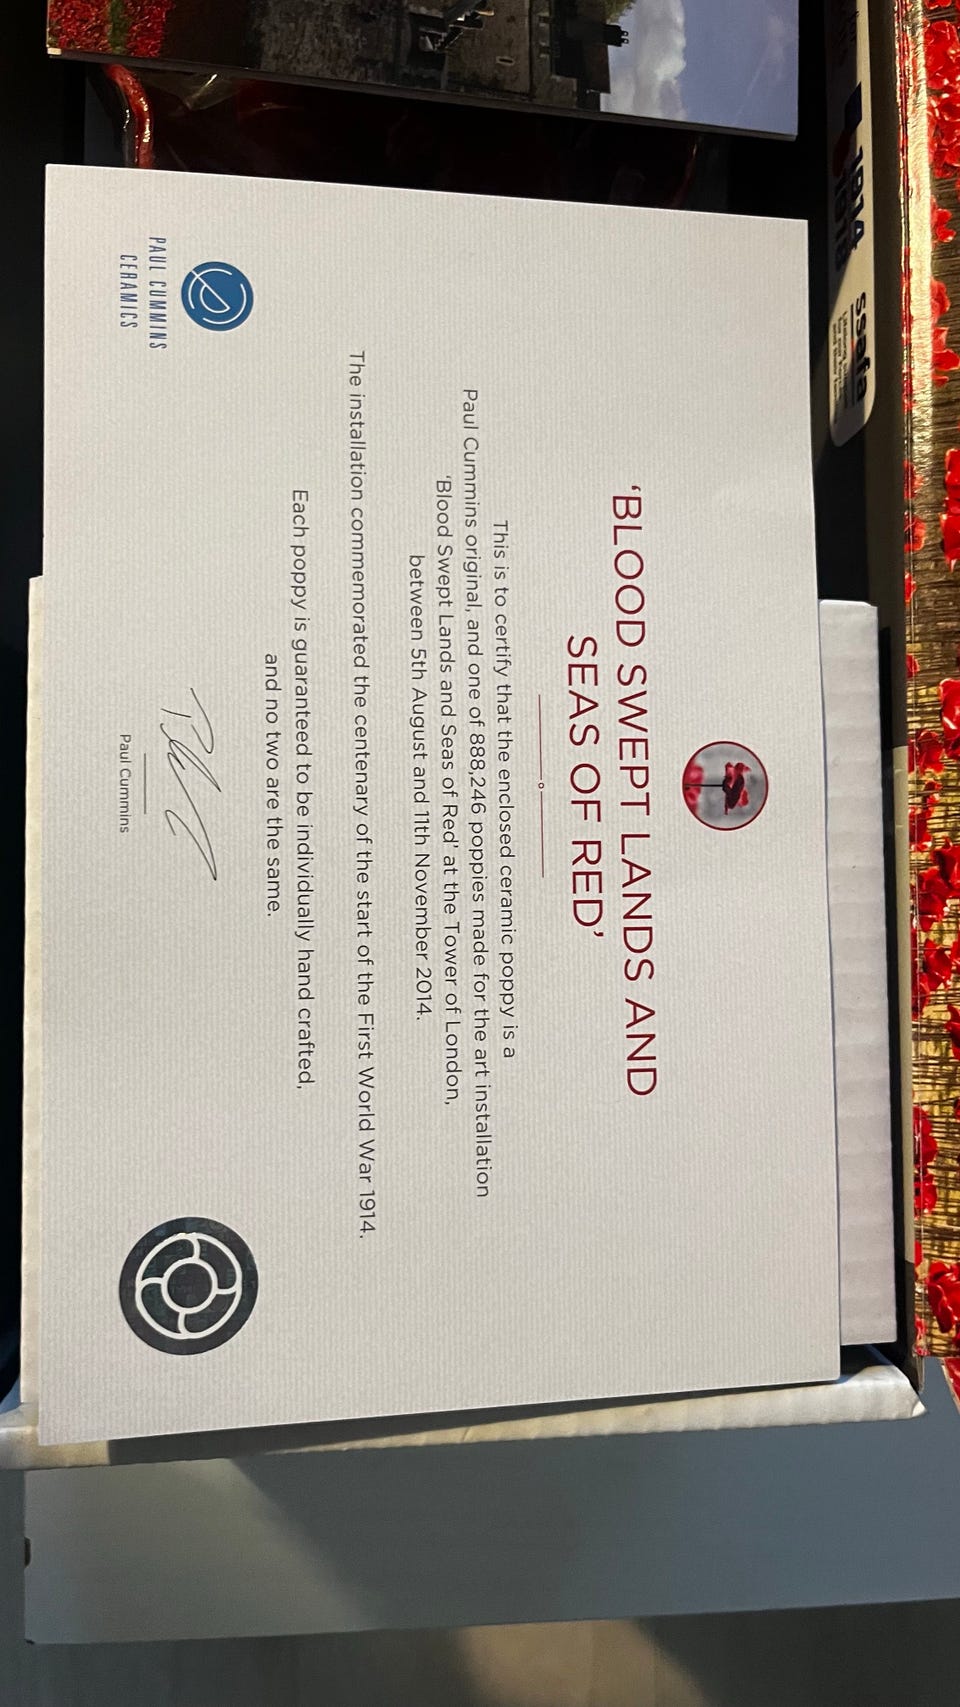 1914
1918
ssafa
‘BLOOD SWEPT LANDS AND
SEAS OF RED’
This is to certify that the enclosed ceramic poppy is a
Paul Cummins original, and one of 888,246 poppies made for the art installation
‘Blood Swept Lands and Seas of Red’ at the Tower of London,
between 5th August and 11th November 2014.
The installation commemorated the centenary of the start of the First World War 1914.
Each poppy is guaranteed to be individually hand crafted,
and no two are the same.
PAUL CUMMINS
CERAMICS
Paul Cummins